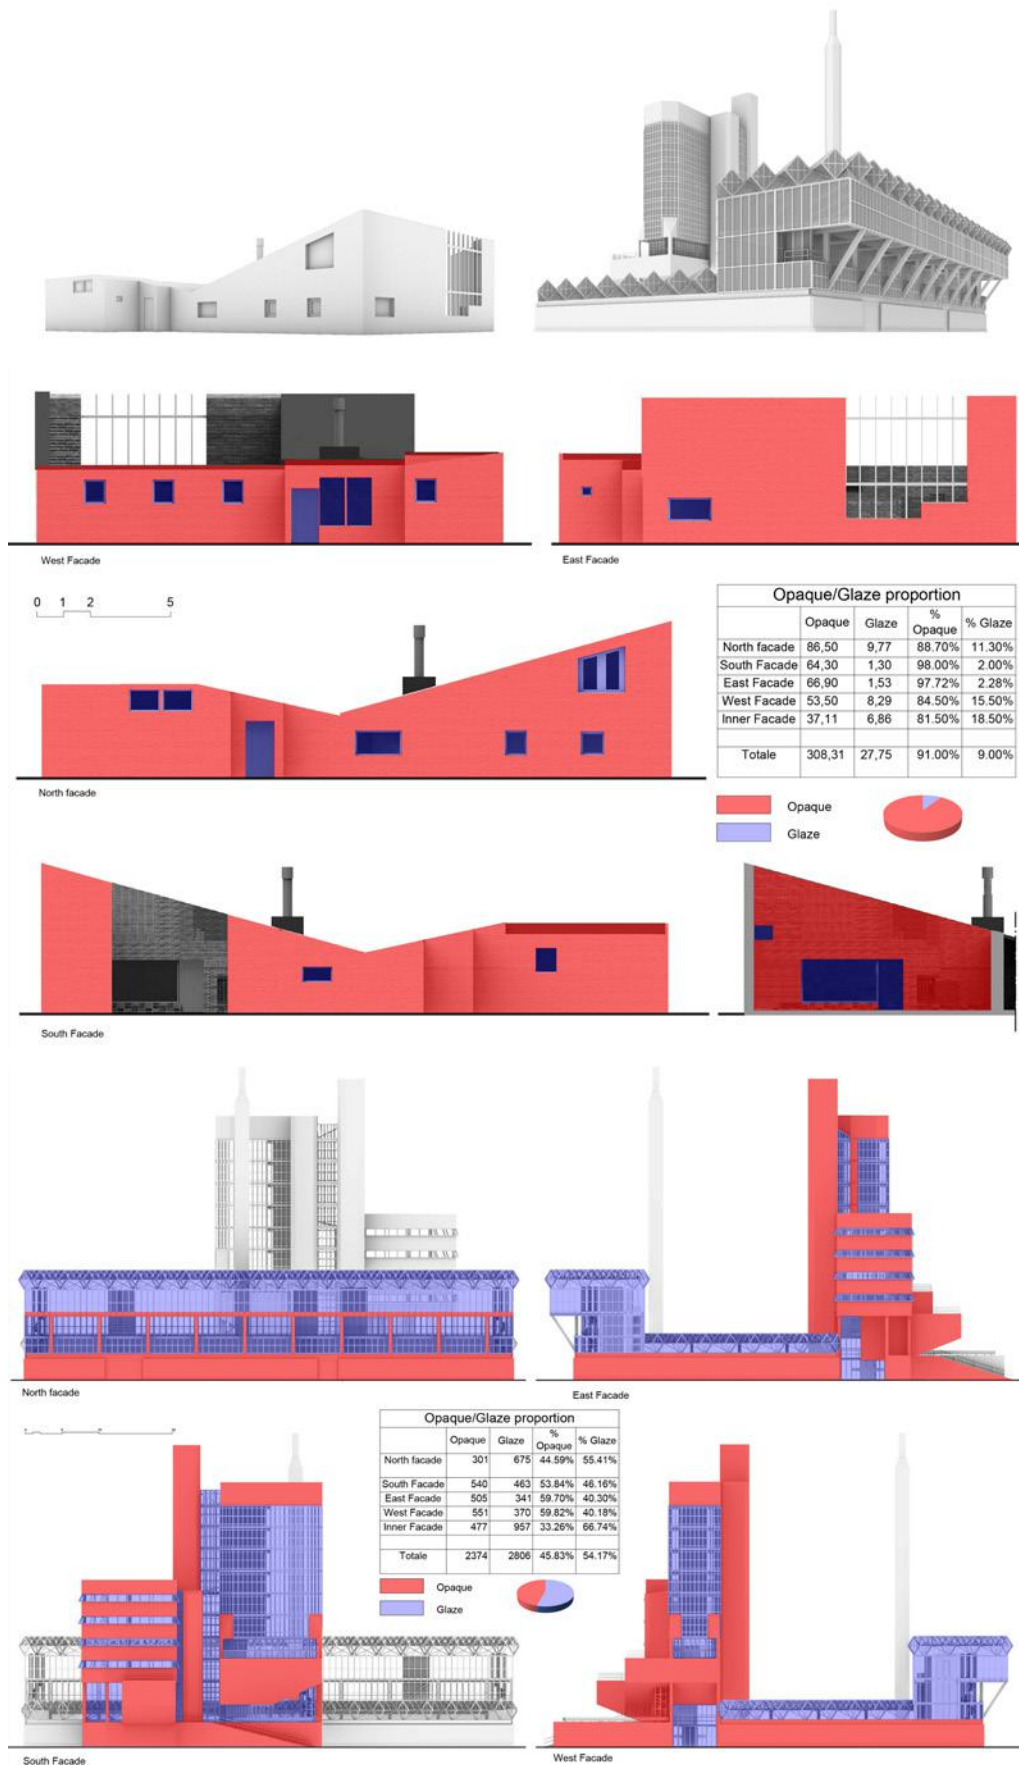 West Facade
East Facade
0 1 2 5
Opaque/Glaze proportion
Opaque Glaze % Opaque % Glaze
North facade 86,50 9,77 88.70% 11.30%
South Facade 64,30 1,30 98.00% 2.00%
East Facade 66,90 1,53 97.72% 2.28%
West Facade 53,50 8,29 84.50% 15.50%
Inner Facade 37,11 6,86 81.50% 18.50%
Totale 308,31 27,75 91.00% 9.00%
North facade
Opaque
Glaze
South Facade
North facade
East Facade
Opaque/Glaze proportion
Opaque Glaze % Opaque % Glaze
North facade 301 675 44.59% 55.41%
South Facade 540 463 53.84% 46.16%
East Facade 505 341 59.70% 40.30%
West Facade 551 370 59.82% 40.18%
Inner Facade 477 957 33.26% 66.74%
Totale 2374 2806 45.83% 54.17%
Opaque
Glaze
South Facade
West Facade